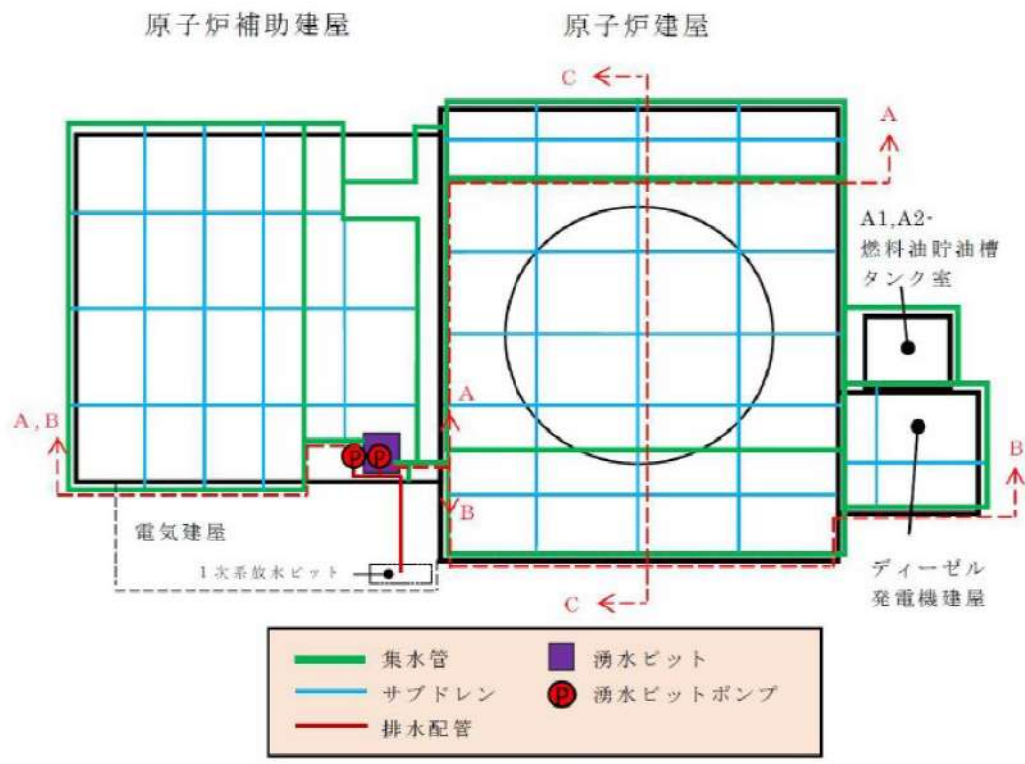 原子炉補助建屋
原子炉建屋
C
A
A1,A2-
燃料油貯油槽
タンク室
A,B
A
B
B
電気建屋
1次系放水ピット
C
ディーゼル
発電機建屋
集水管
湧水ピット
サブドレン
P
湧水ピットポンプ
排水配管
P
P